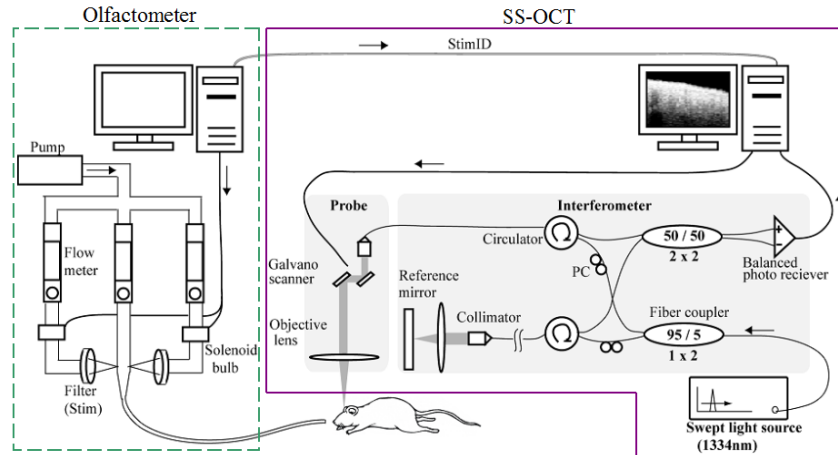 Olfactometer
SS-OCT
StimID
Pump
Flow
meter
Solenoid
bulb
Filter
(Stim)
Probe
Galvano
scanner
Objective
lens
Interferometer
Circulator
PC
Reference
mirror
Collimator
50 / 50
2 x 2
+
−
Balanced
photo reciever
Fiber coupler
95 / 5
1 x 2
Swept light source
(1334nm)